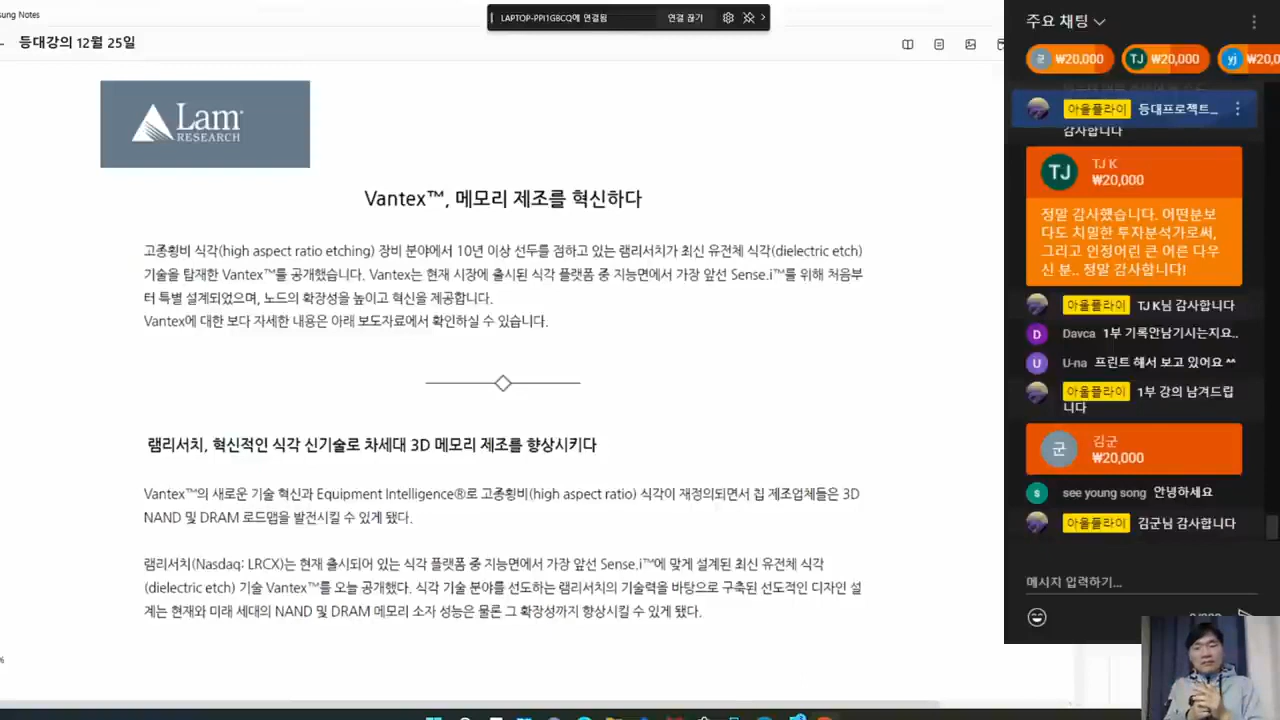 sung Notes
LAPTOP-PPI1G8CQ에 연결됨
연결 끊기
등대강의 12월 25일
Lam
RESEARCH
Vantex™, 메모리 제조를 혁신하다
고종횡비 식각(high aspect ratio etching) 장비 분야에서 10년 이상 선두를 점하고 있는 램리서치가 최신 유전체 식각(dielectric etch)
기술을 탑재한 Vantex™를 공개했습니다. Vantex는 현재 시장에 출시된 식각 플랫폼 중 지능면에서 가장 앞선 Sense.i™를 위해 처음부
터 특별 설계되었으며, 노드의 확장성을 높이고 혁신을 제공합니다.
Vantex에 대한 보다 자세한 내용은 아래 보도자료에서 확인하실 수 있습니다.
램리서치, 혁신적인 식각 신기술로 차세대 3D 메모리 제조를 향상시키다
Vantex™의 새로운 기술 혁신과 Equipment Intelligence®로 고종횡비(high aspect ratio) 식각이 재정의되면서 칩 제조업체들은 3D
NAND 및 DRAM 로드맵을 발전시킬 수 있게 됐다.
램리서치(Nasdaq: LRCX)는 현재 출시되어 있는 식각 플랫폼 중 지능면에서 가장 앞선 Sense.i™에 맞게 설계된 최신 유전체 식각
(dielectric etch) 기술 Vantex™를 오늘 공개했다. 식각 기술 분야를 선도하는 램리서치의 기술력을 바탕으로 구축된 선도적인 디자인 설
계는 현재와 미래 세대의 NAND 및 DRAM 메모리 소자 성능은 물론 그 확장성까지 향상시킬 수 있게 됐다.
주요 채팅
군 ₩20,000
TJ ₩20,000
yj ₩20,0
아울플라이 등대프로젝트...
감사합니다
TJ
TJ K
₩20,000
정말 감사했습니다. 어떤분보
다도 치밀한 투자분석가로써,
그리고 인정어린 큰 어른 다우
신 분.. 정말 감사합니다!
아울플라이 TJ K님 감사합니다
D Davca 1부 기록안남기시는지요..
U U-na 프린트 해서 보고 있어요 ^^
아울플라이 1부 강의 남겨드립
니다
군
김군
₩20,000
s see young song 안녕하세요
아울플라이 김군님 감사합니다
메시지 입력하기...